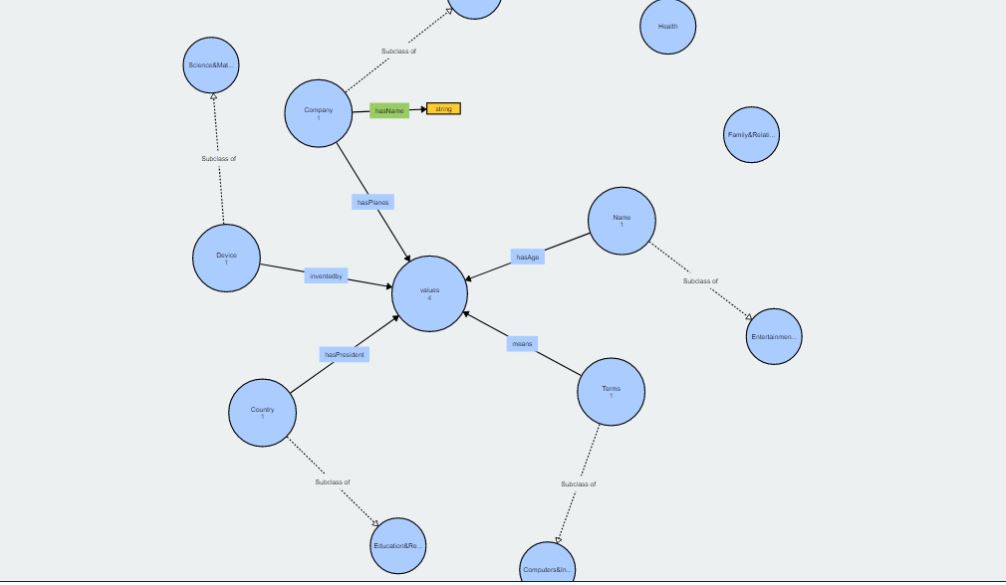 Health
Subclass of
Science&Mat...
Company
1
hasName
string
Family&Relati...
Subclass of
hasPlanes
Name
1
Device
1
hasAge
inventedby
Subclass of
values
4
Entertainmen...
means
hasPresident
Terms
1
Country
1
Subclass of
Subclass of
Education&Re...
Computers&In...